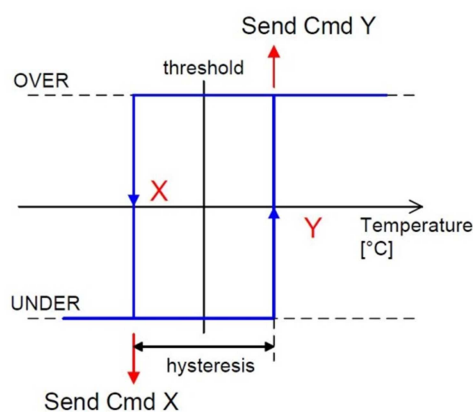 Send Cmd Y
OVER
threshold
X
Y
Temperature
[°C]
UNDER
hysteresis
Send Cmd X